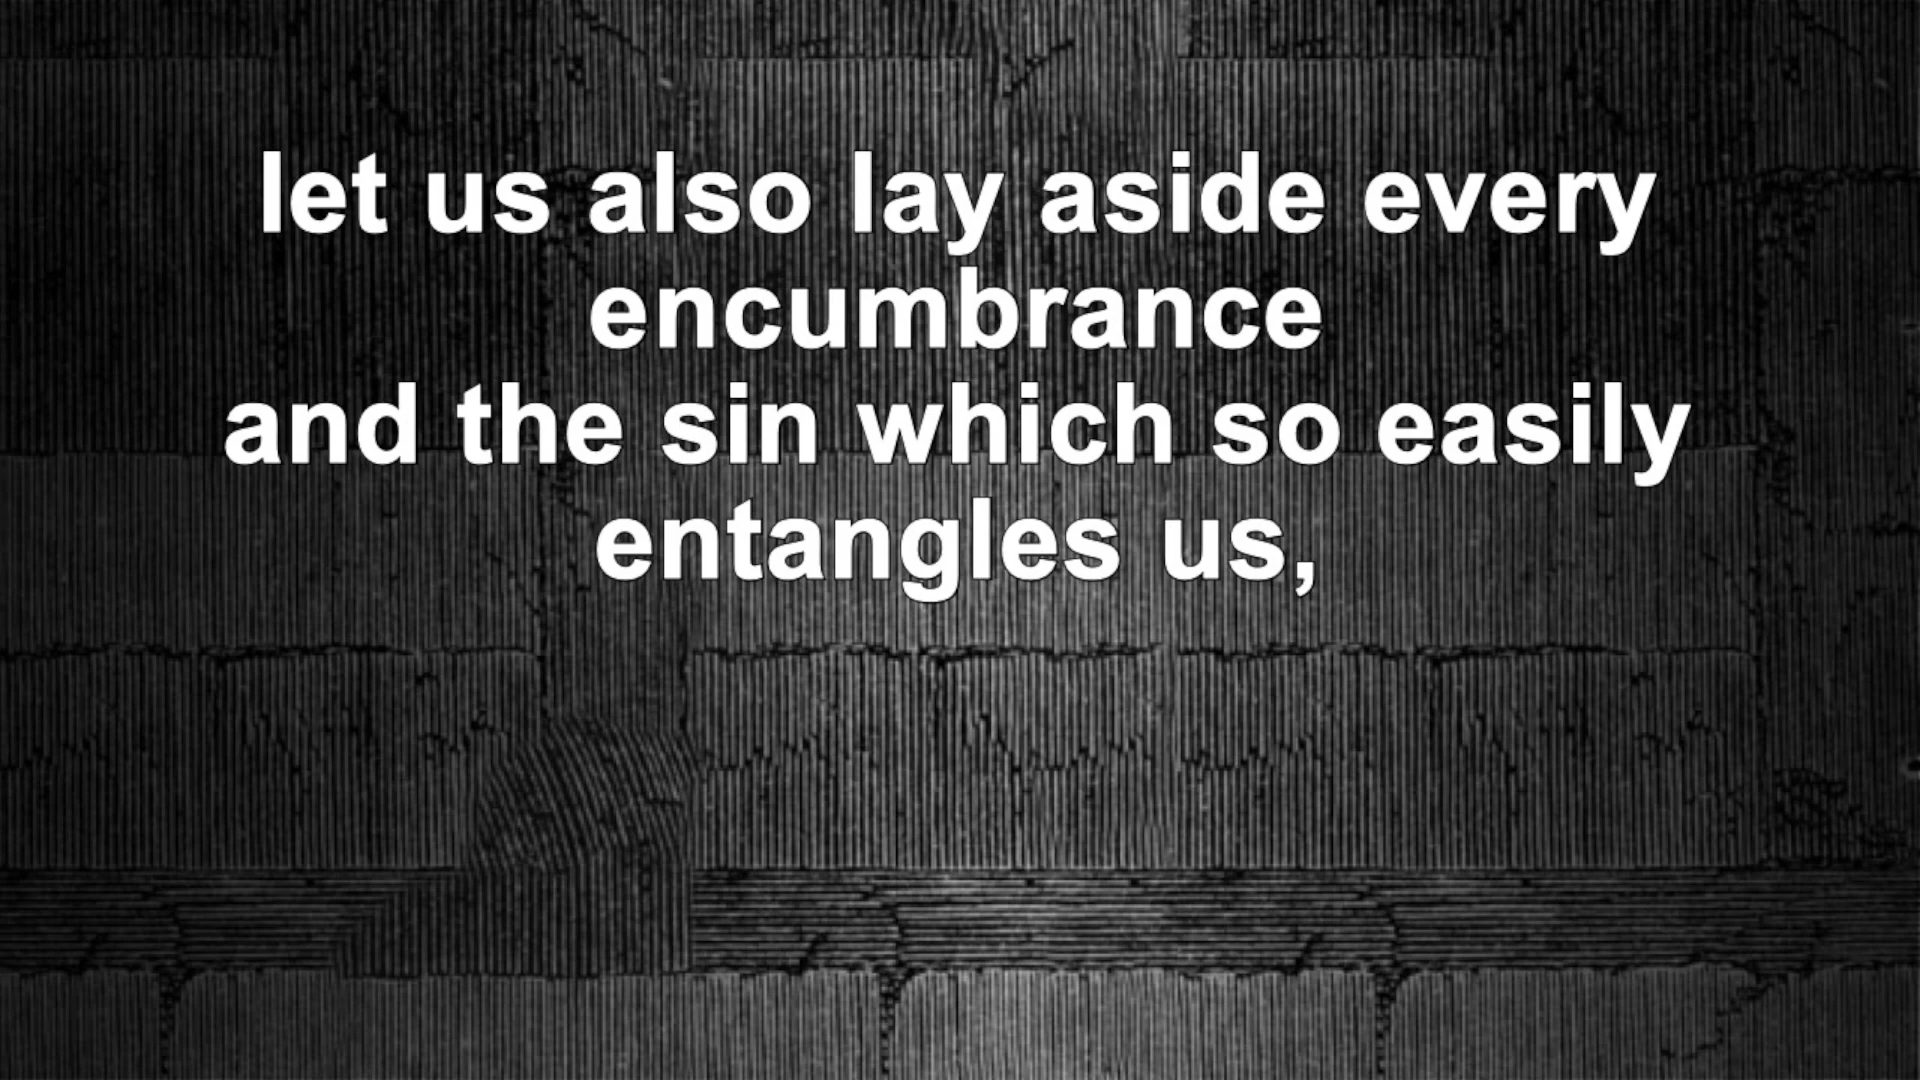 let us also lay aside every
encumbrance
and the sin which so easily
entangles us,